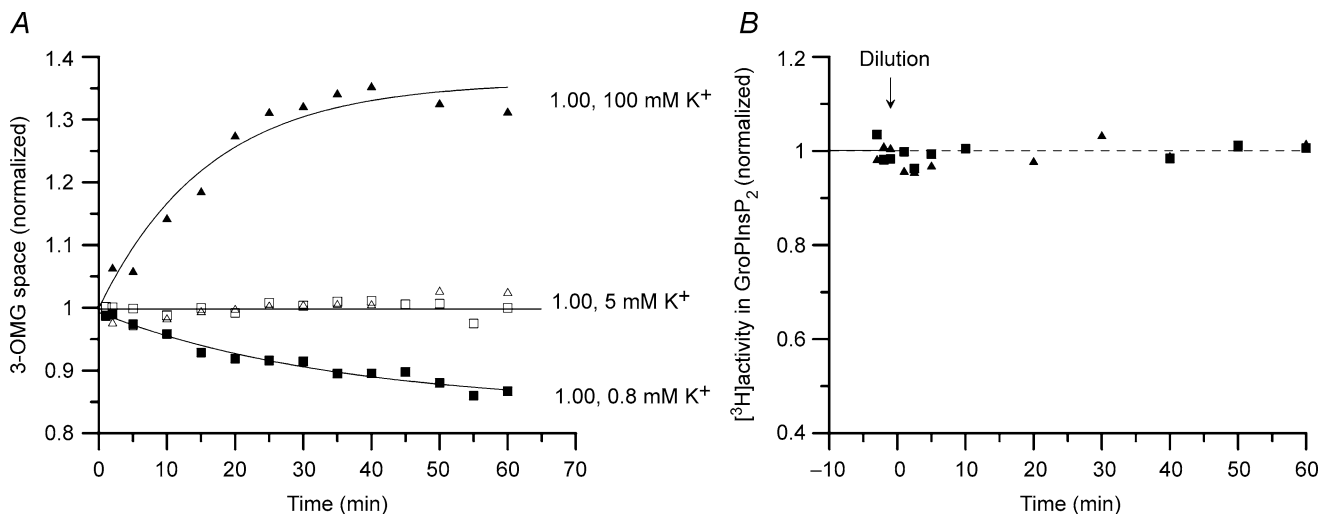 A
1.4
1.3
1.2
1.1
1
0.9
0.8
3-OMG space (normalized)
1.00, 100 mM K⁺
1.00, 5 mM K⁺
1.00, 0.8 mM K⁺
0 10 20 30 40 50 60 70
Time (min)
B
1.2
1
0.8
0.6
0.4
[³H]activity in GroPInsP₂ (normalized)
Dilution
–10 0 10 20 30 40 50 60
Time (min)